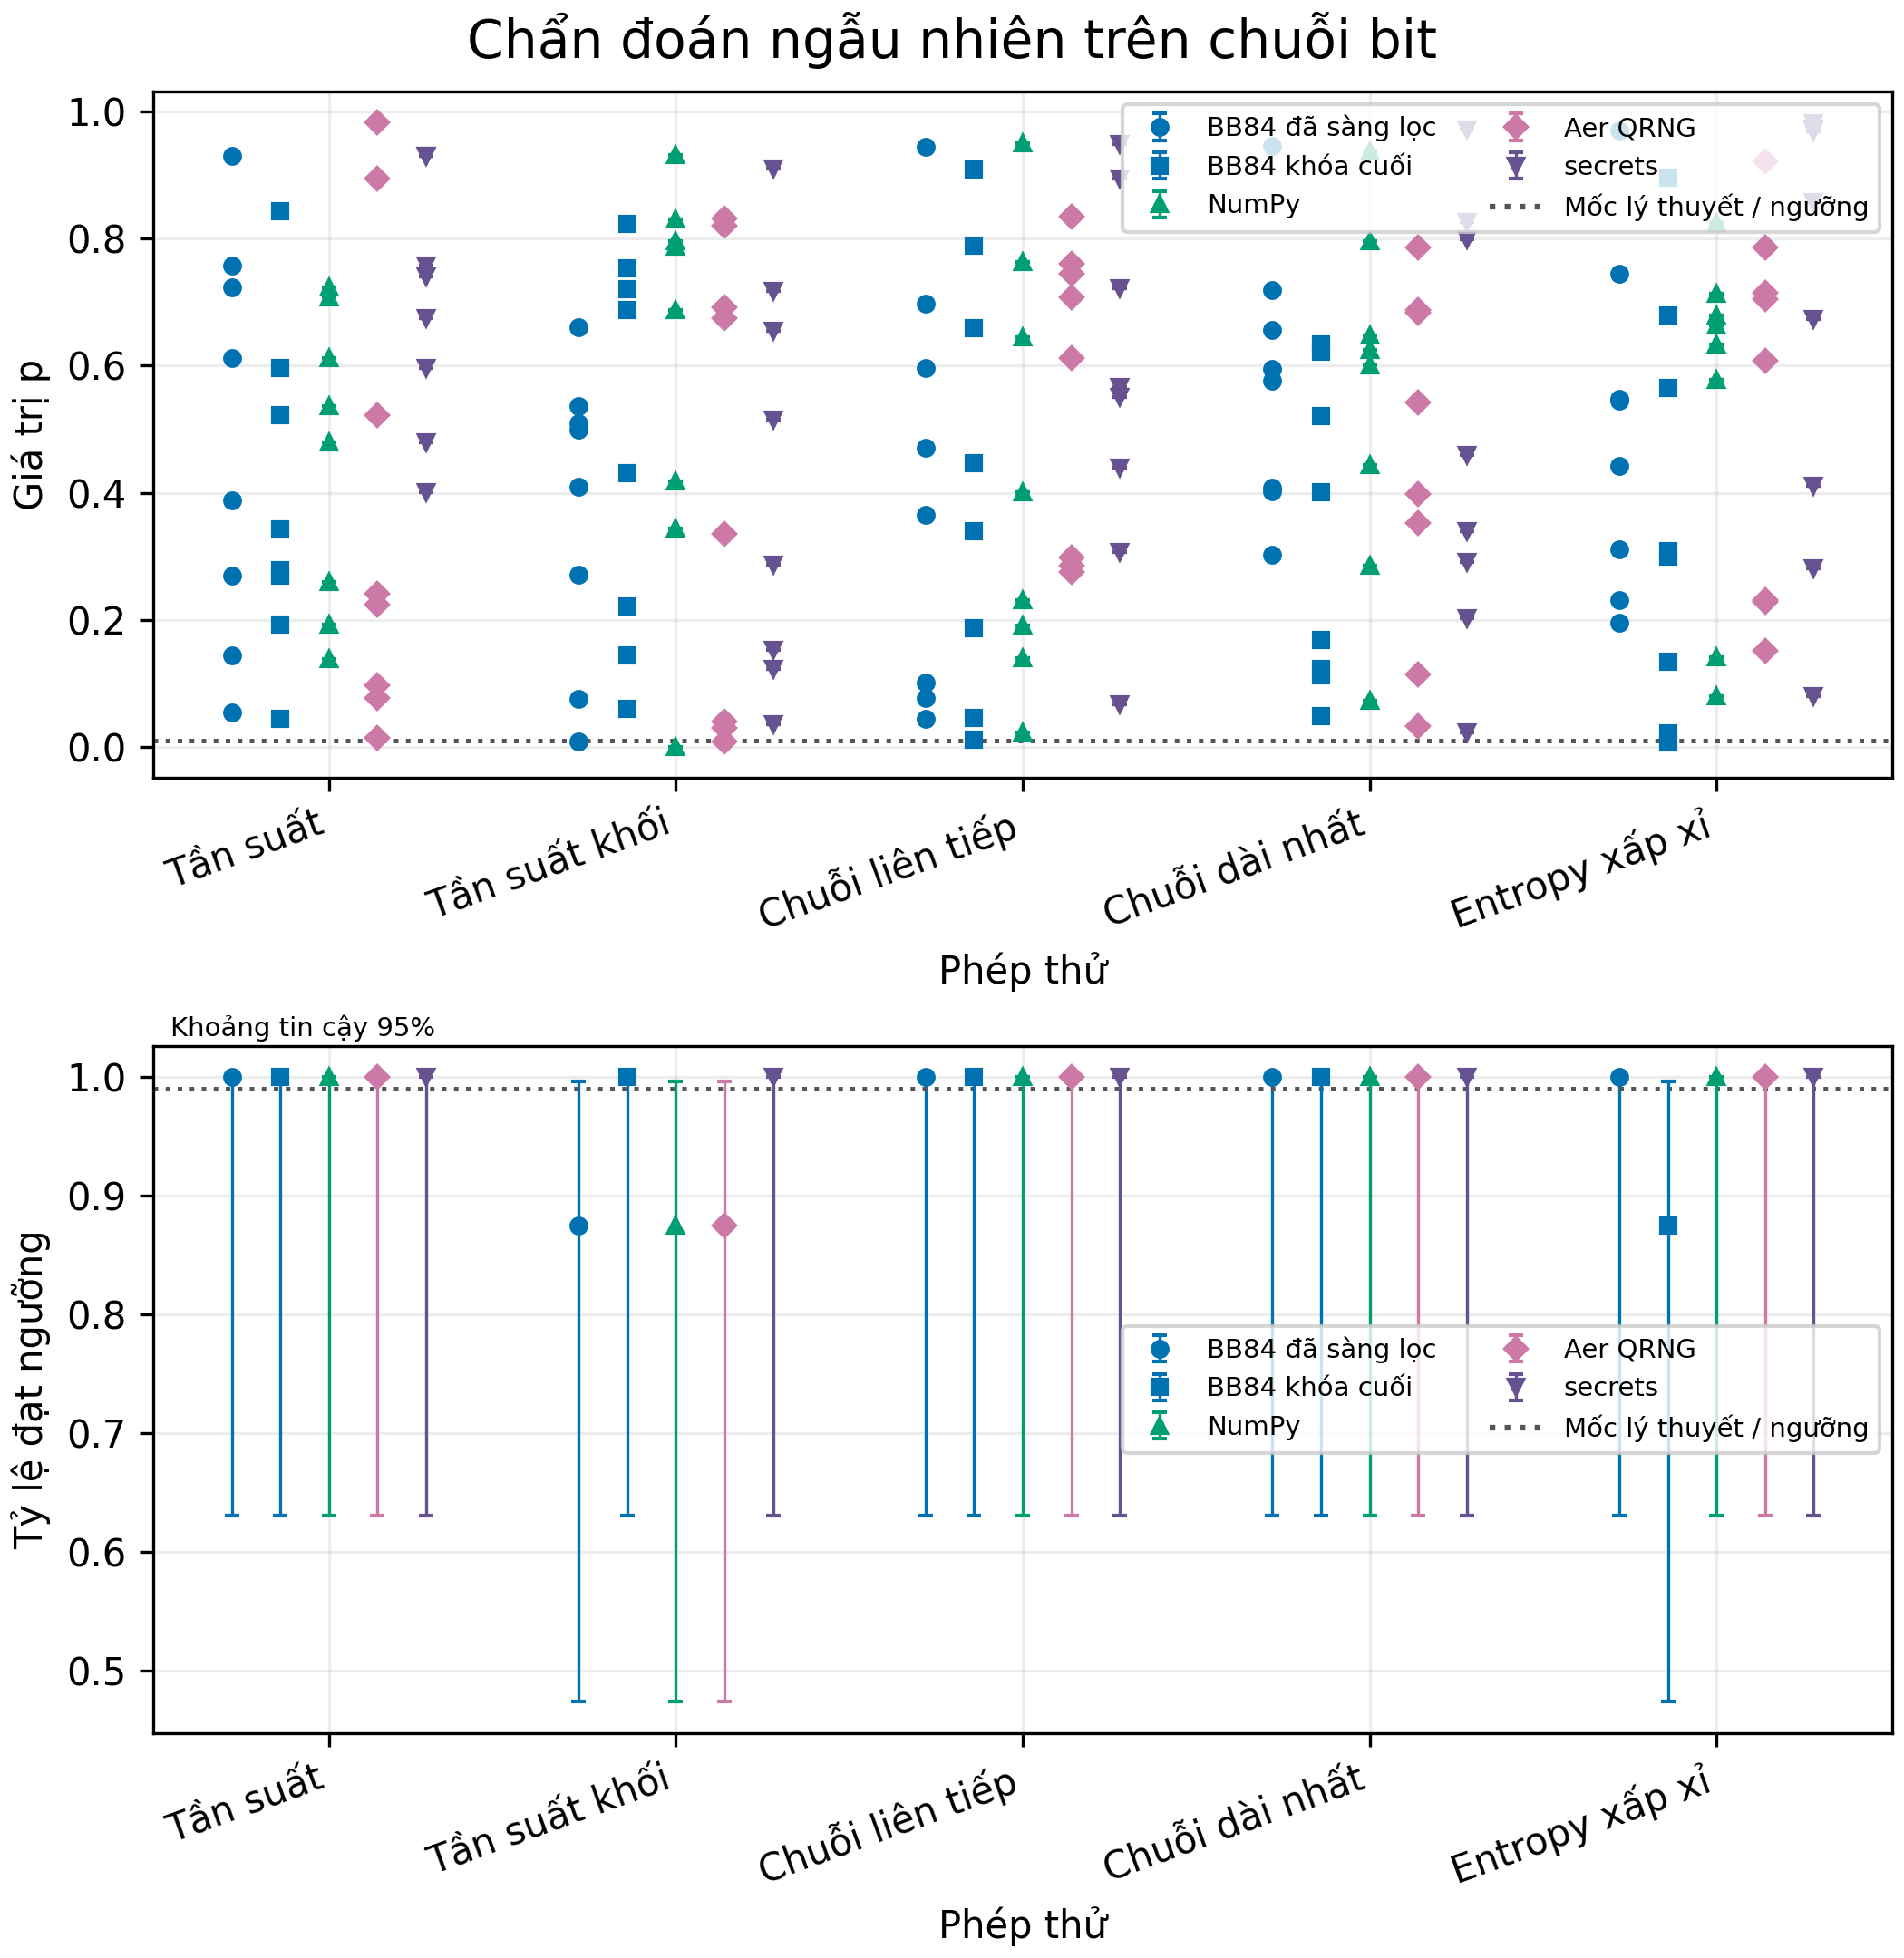 Chẩn đoán ngẫu nhiên trên chuỗi bit
Giá trị p
1.0
0.8
0.6
0.4
0.2
0.0
BB84 đã sàng lọc
BB84 khóa cuối
NumPy
Aer QRNG
secrets
Mốc lý thuyết / ngưỡng
Tần suất
Tần suất khối
Chuỗi liên tiếp
Chuỗi dài nhất
Entropy xấp xỉ
Phép thử
Khoảng tin cậy 95%
Tỷ lệ đạt ngưỡng
1.0
0.9
0.8
0.7
0.6
0.5
BB84 đã sàng lọc
BB84 khóa cuối
NumPy
Aer QRNG
secrets
Mốc lý thuyết / ngưỡng
Tần suất
Tần suất khối
Chuỗi liên tiếp
Chuỗi dài nhất
Entropy xấp xỉ
Phép thử